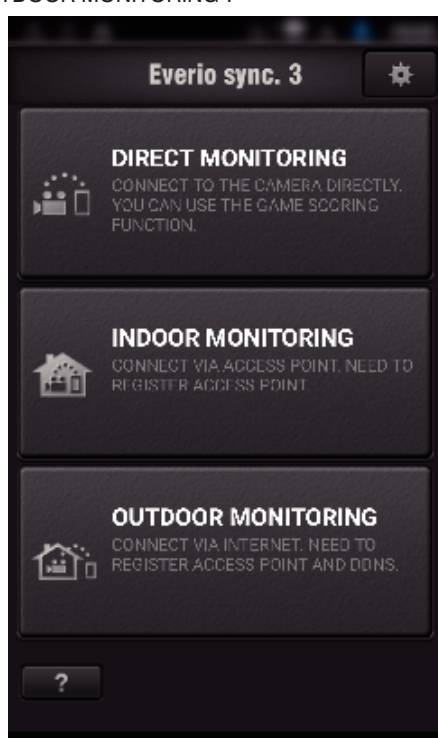 MONITORING".
Everio sync. 3
DIRECT MONITORING
CONNECT TO THE CAMERA DIRECTLY.
YOU CAN USE THE GAME SCORING
FUNCTION.
INDOOR MONITORING
CONNECT VIA ACCESS POINT. NEED TO
REGISTER ACCESS POINT.
OUTDOOR MONITORING
CONNECT VIA INTERNET. NEED TO
REGISTER ACCESS POINT AND DDNS.
?